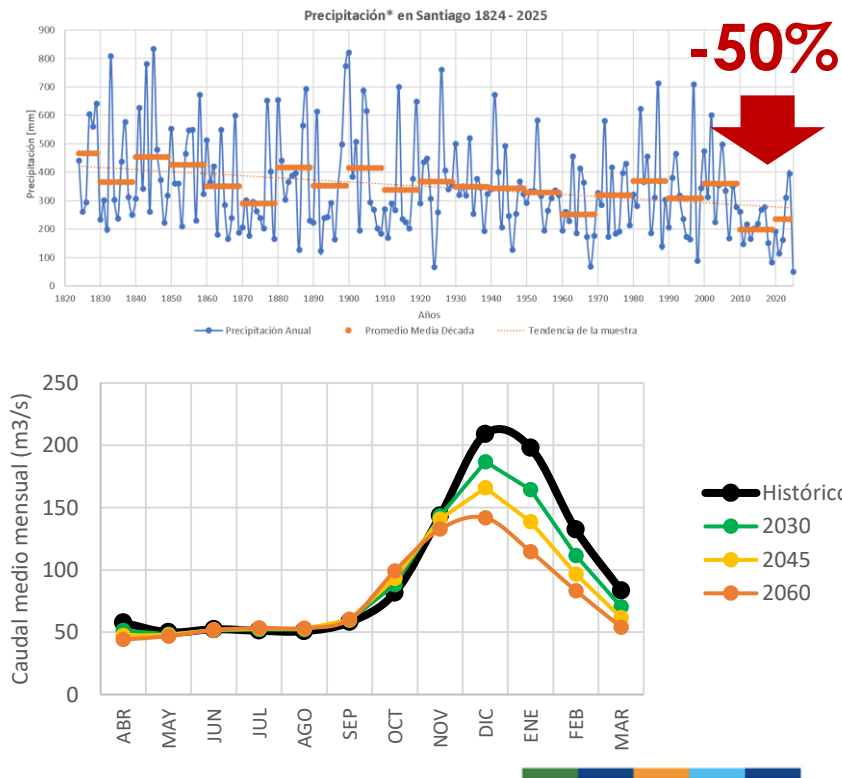 Precipitación* en Santiago 1824 - 2025
-50%
Precipitación [mm]
900
800
700
600
500
400
300
200
100
0
1820 1830 1840 1850 1860 1870 1880 1890 1900 1910 1920 1930 1940 1950 1960 1970 1980 1990 2000 2010 2020
Años
Precipitación Anual Promedio Media Década Tendencia de la muestra
Caudal medio mensual (m3/s)
250
200
150
100
50
0
ABR MAY JUN JUL AGO SEP OCT NOV DIC ENE FEB MAR
Histórico
2030
2045
2060